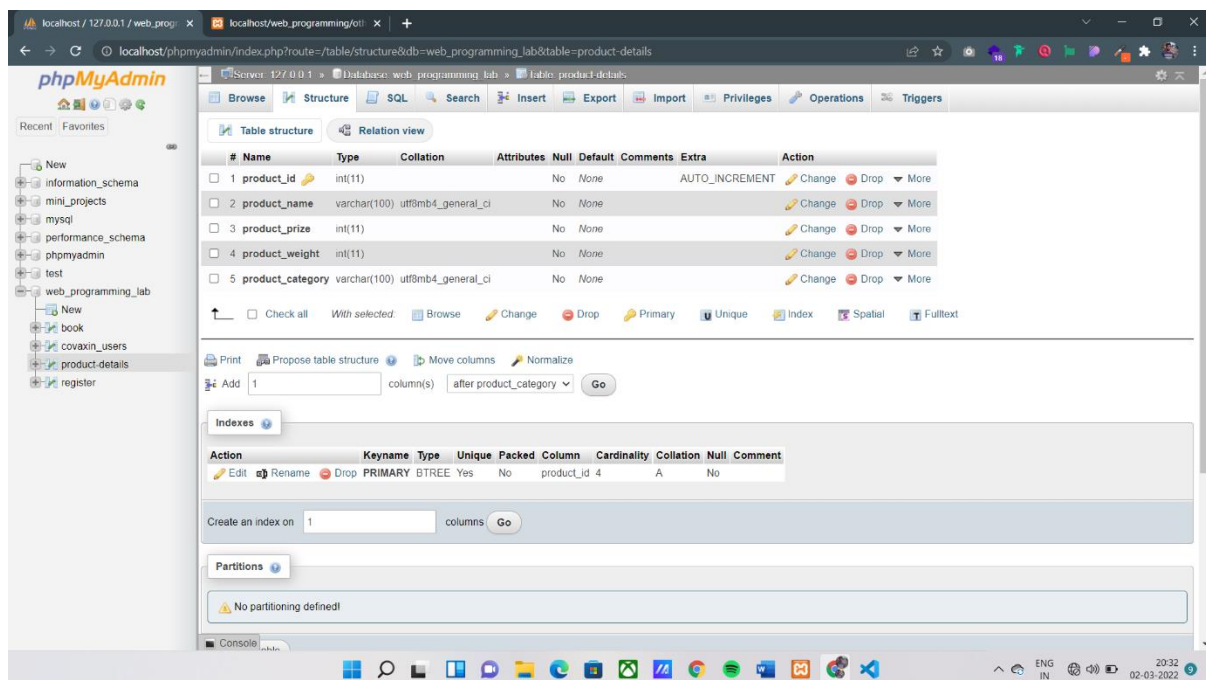 localhost / 127.0.0.1 / web_progr
localhost/web_programming/oth
localhost/phpmyadmin/index.php?route=/table/structure&db=web_programming_lab&table=product-details
18
phpMyAdmin
Recent Favorites
New
information_schema
mini_projects
mysql
performance_schema
phpmyadmin
test
web_programming_lab
New
book
covaxin_users
product-details
register
Server: 127.0.0.1 » Database: web_programming_lab » Table: product-details
Browse Structure SQL Search Insert Export Import Privileges Operations Triggers
Table structure Relation view
# Name Type Collation Attributes Null Default Comments Extra Action
1 product_id int(11) No None AUTO_INCREMENT Change Drop More
2 product_name varchar(100) utf8mb4_general_ci No None Change Drop More
3 product_prize int(11) No None Change Drop More
4 product_weight int(11) No None Change Drop More
5 product_category varchar(100) utf8mb4_general_ci No None Change Drop More
Check all With selected: Browse Change Drop Primary Unique Index Spatial Fulltext
Print Propose table structure Move columns Normalize
Add 1 column(s) after product_category Go
Indexes
Action Keyname Type Unique Packed Column Cardinality Collation Null Comment
Edit Rename Drop PRIMARY BTREE Yes No product_id 4 A No
Create an index on 1 columns Go
Partitions
No partitioning defined!
Console
ENG
IN
20:32
02-03-2022
9